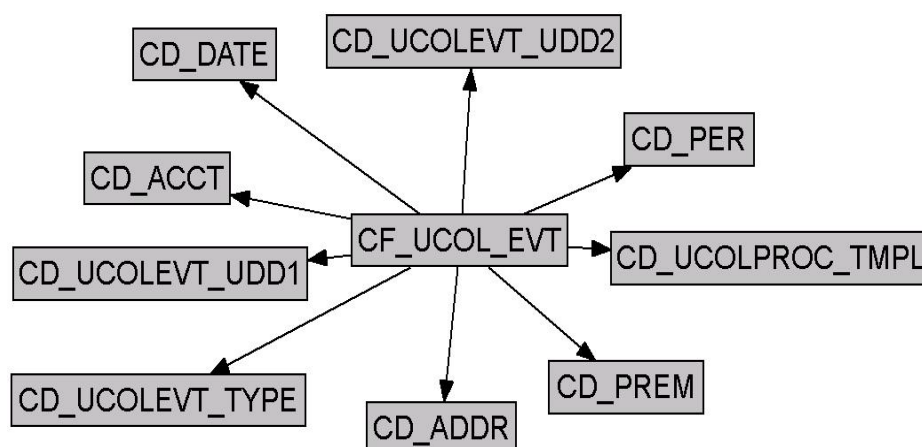 CD_DATE
CD_UCOLEVT_UDD2
CD_PER
CD_ACCT
CF_UCOL_EVT
CD_UCOLEVT_UDD1
CD_UCOLPROC_TMPL
CD_UCOLEVT_TYPE
CD_PREM
CD_ADDR